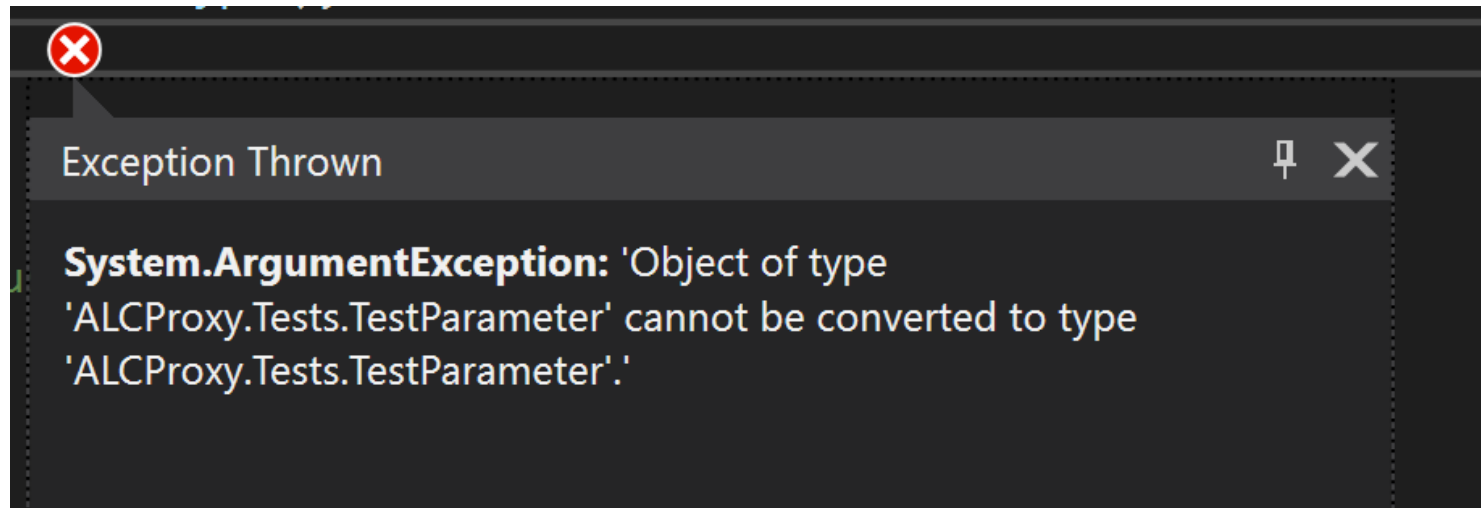 Exception Thrown
System.ArgumentException: 'Object of type
'ALCProxy.Tests.TestParameter' cannot be converted to type
'ALCProxy.Tests.TestParameter'.'